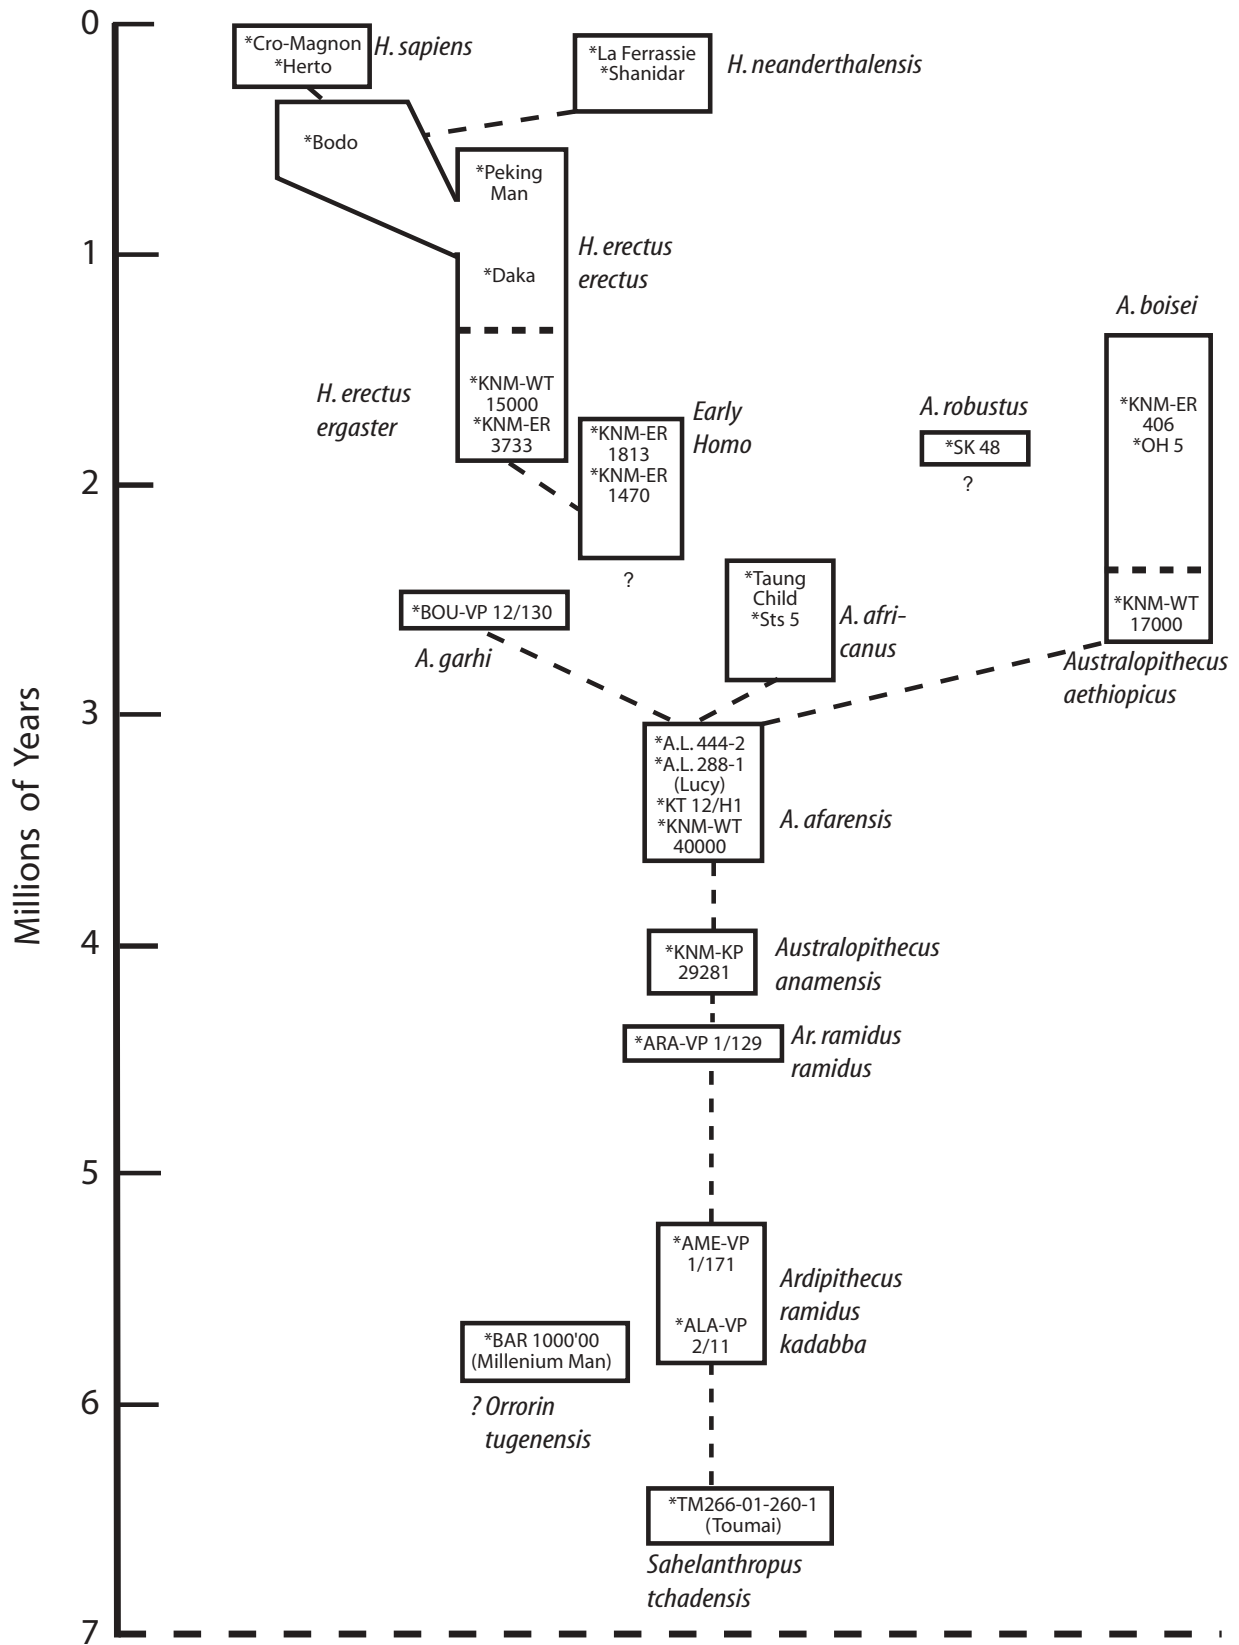 0
*Cro-Magnon
*Herto
H. sapiens
*La Ferrassie
*Shanidar
H. neanderthalensis
*Bodo
*Peking
Man
1
H. erectus
erectus
*Daka
A. boisei
H. erectus
ergaster
*KNM-WT
15000
*KNM-ER
3733
Early
Homo
*KNM-ER
1813
*KNM-ER
1470
A. robustus
*SK 48
?
*KNM-ER
406
*OH 5
2
?
*BOU-VP 12/130
A. garhi
*Taung
Child
*Sts 5
A. afri-
canus
*KNM-WT
17000
Australopithecus
aethiopicus
3
Millions of Years
*A.L. 444-2
*A.L. 288-1
(Lucy)
*KT 12/H1
*KNM-WT
40000
A. afarensis
4
*KNM-KP
29281
Australopithecus
anamensis
*ARA-VP 1/129
Ar. ramidus
ramidus
5
*AME-VP
1/171
*ALA-VP
2/11
Ardipithecus
ramidus
kadabba
*BAR 1000'00
(Millenium Man)
6
? Orrorin
tugenensis
*TM266-01-260-1
(Toumai)
Sahelanthropus
tchadensis
7